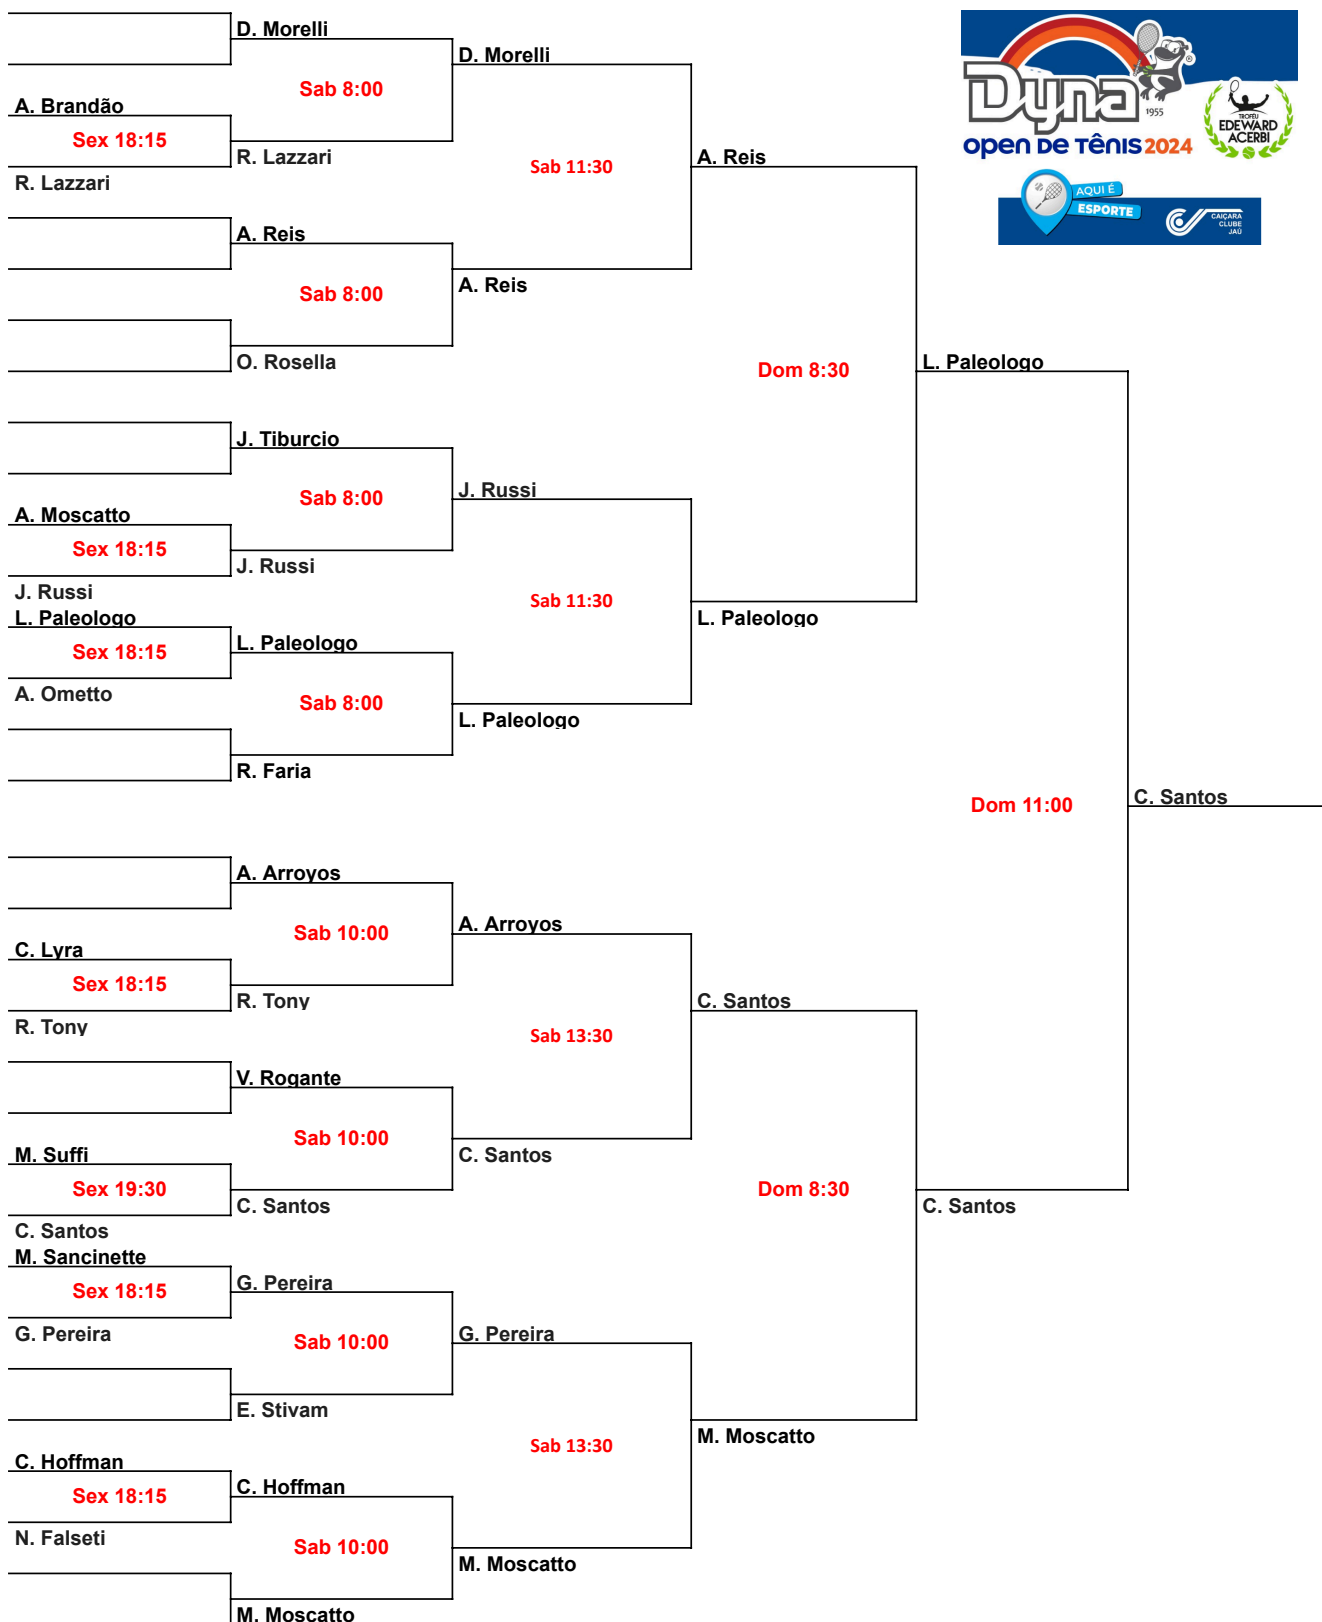 D. Morelli
D. Morelli
Sab 8:00
A. Brandão
Sex 18:15
R. Lazzari
R. Lazzari
Sab 11:30
A. Reis
A. Reis
Sab 8:00
A. Reis
O. Rosella
Dom 8:30
L. Paleologo
J. Tiburcio
J. Russi
Sab 8:00
A. Moscatto
Sex 18:15
J. Russi
J. Russi
Sab 11:30
L. Paleologo
L. Paleologo
Sex 18:15
L. Paleologo
A. Ometto
Sab 8:00
L. Paleologo
R. Faria
Dom 11:00
C. Santos
A. Arroyos
A. Arroyos
Sab 10:00
C. Lyra
Sex 18:15
R. Tony
R. Tony
C. Santos
Sab 13:30
V. Rogante
Sab 10:00
C. Santos
M. Suffi
Sex 19:30
C. Santos
C. Santos
Dom 8:30
C. Santos
M. Sancinette
Sex 18:15
G. Pereira
G. Pereira
G. Pereira
Sab 10:00
E. Stivam
M. Moscatto
Sab 13:30
C. Hoffman
Sex 18:15
C. Hoffman
N. Falseti
Sab 10:00
M. Moscatto
M. Moscatto
Dyna
®
1955
OPEN DE TÊNIS 2024
TROFÉU
EDEWARD
ACERBI
AQUI É
ESPORTE
CAIÇARA
CLUBE
JAÚ